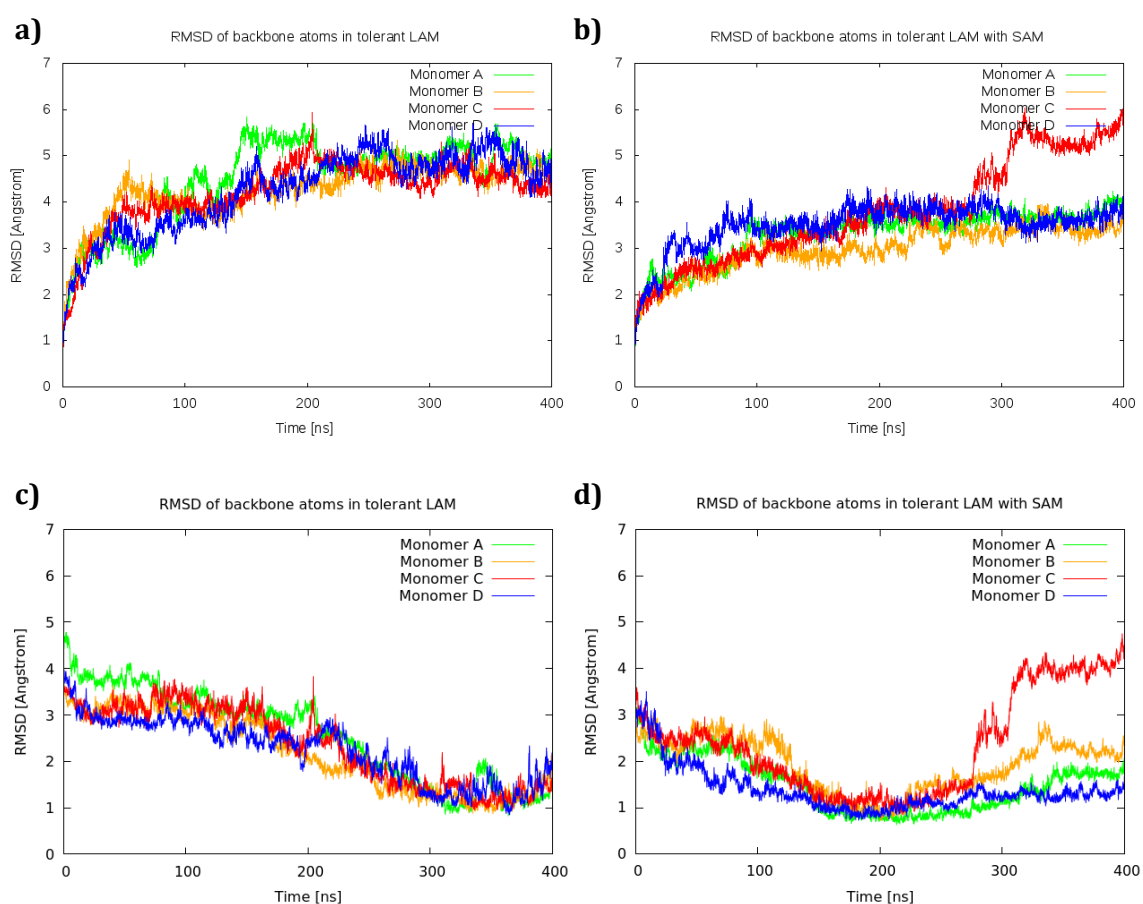 a)
RMSD of backbone atoms in tolerant LAM
7
6
5
4
3
2
1
0
RMSD [Angstrom]
Monomer A
Monomer B
Monomer C
Monomer D
0 100 200 300 400
Time [ns]
b)
RMSD of backbone atoms in tolerant LAM with SAM
7
6
5
4
3
2
1
0
RMSD [Angstrom]
Monomer A
Monomer B
Monomer C
Monomer D
0 100 200 300 400
Time [ns]
c)
RMSD of backbone atoms in tolerant LAM
7
6
5
4
3
2
1
0
RMSD [Angstrom]
Monomer A
Monomer B
Monomer C
Monomer D
0 100 200 300 400
Time [ns]
d)
RMSD of backbone atoms in tolerant LAM with SAM
7
6
5
4
3
2
1
0
RMSD [Angstrom]
Monomer A
Monomer B
Monomer C
Monomer D
0 100 200 300 400
Time [ns]